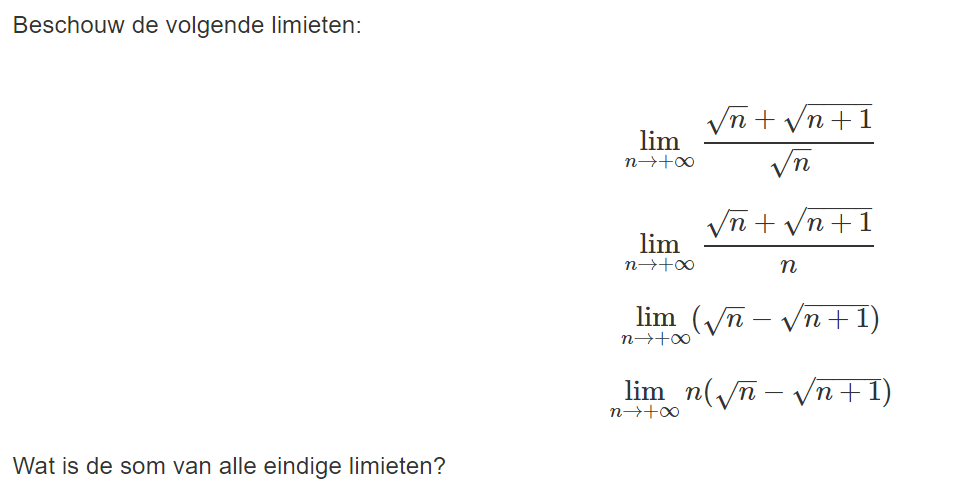 Beschouw de volgende limieten:
\lim_{n \to +\infty} \frac{\sqrt{n} + \sqrt{n+1}}{\sqrt{n}}
\lim_{n \to +\infty} \frac{\sqrt{n} + \sqrt{n+1}}{n}
\lim_{n \to +\infty} (\sqrt{n} - \sqrt{n+1})
\lim_{n \to +\infty} n(\sqrt{n} - \sqrt{n+1})
Wat is de som van alle eindige limieten?